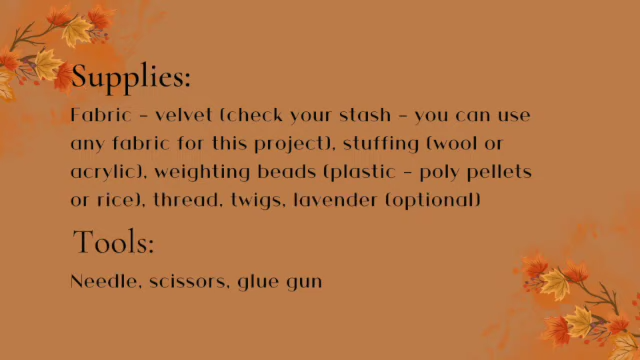 Supplies:
Fabric - velvet (check your stash - you can use
any fabric for this project), stuffing (wool or
acrylic), weighting beads (plastic - poly pellets
or rice), thread, twigs, lavender (optional)
Tools:
Needle, scissors, glue gun